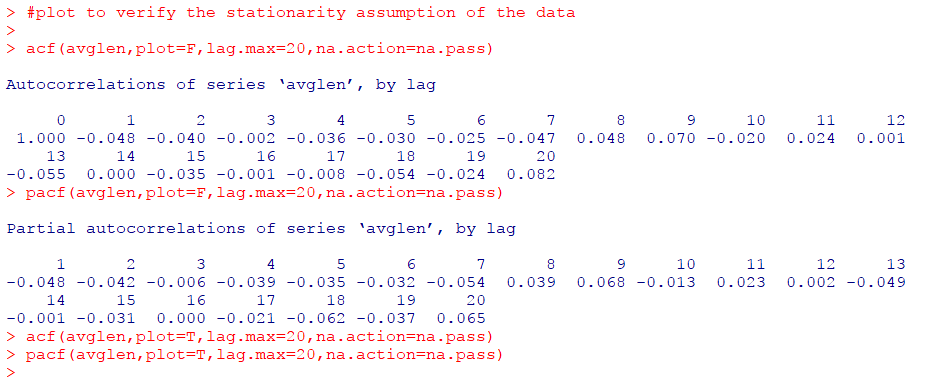 > #plot to verify the stationarity assumption of the data
>
> acf(avglen,plot=F,lag.max=20,na.action=na.pass)
Autocorrelations of series ‘avglen’, by lag
0 1 2 3 4 5 6 7 8 9 10 11 12
1.000 -0.048 -0.040 -0.002 -0.036 -0.030 -0.025 -0.047 0.048 0.070 -0.020 0.024 0.001
13 14 15 16 17 18 19 20
-0.055 0.000 -0.035 -0.001 -0.008 -0.054 -0.024 0.082
> pacf(avglen,plot=F,lag.max=20,na.action=na.pass)
Partial autocorrelations of series ‘avglen’, by lag
1 2 3 4 5 6 7 8 9 10 11 12 13
-0.048 -0.042 -0.006 -0.039 -0.035 -0.032 -0.054 0.039 0.068 -0.013 0.023 0.002 -0.049
14 15 16 17 18 19 20
-0.001 -0.031 0.000 -0.021 -0.062 -0.037 0.065
> acf(avglen,plot=T,lag.max=20,na.action=na.pass)
> pacf(avglen,plot=T,lag.max=20,na.action=na.pass)
>